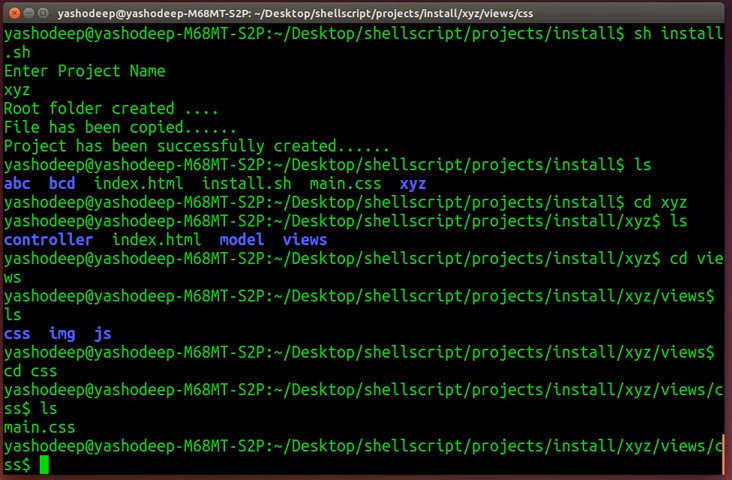 yashodeep@yashodeep-M68MT-S2P: ~/Desktop/shellscript/projects/install/xyz/views/css
yashodeep@yashodeep-M68MT-S2P:~/Desktop/shellscript/projects/install$ sh install
.sh
Enter Project Name
xyz
Root folder created ....
File has been copied......
Project has been successfully created......
yashodeep@yashodeep-M68MT-S2P:~/Desktop/shellscript/projects/install$ ls
abc  bcd  index.html  install.sh  main.css  xyz
yashodeep@yashodeep-M68MT-S2P:~/Desktop/shellscript/projects/install$ cd xyz
yashodeep@yashodeep-M68MT-S2P:~/Desktop/shellscript/projects/install/xyz$ ls
controller  index.html  model  views
yashodeep@yashodeep-M68MT-S2P:~/Desktop/shellscript/projects/install/xyz$ cd vie
ws
yashodeep@yashodeep-M68MT-S2P:~/Desktop/shellscript/projects/install/xyz/views$
ls
css  img  js
yashodeep@yashodeep-M68MT-S2P:~/Desktop/shellscript/projects/install/xyz/views$
cd css
yashodeep@yashodeep-M68MT-S2P:~/Desktop/shellscript/projects/install/xyz/views/c
ss$ ls
main.css
yashodeep@yashodeep-M68MT-S2P:~/Desktop/shellscript/projects/install/xyz/views/c
ss$